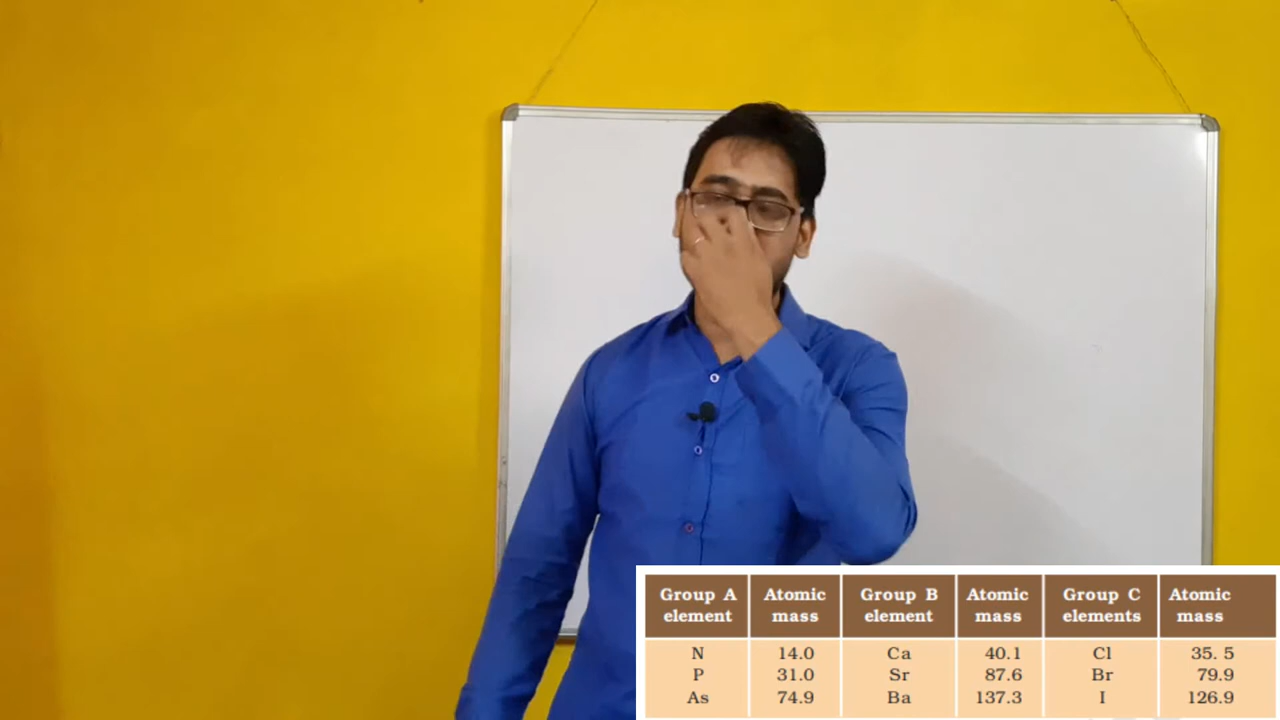 Group A element Atomic mass Group B element Atomic mass Group C elements Atomic mass
N 14.0 Ca 40.1 Cl 35. 5
P 31.0 Sr 87.6 Br 79.9
As 74.9 Ba 137.3 I 126.9